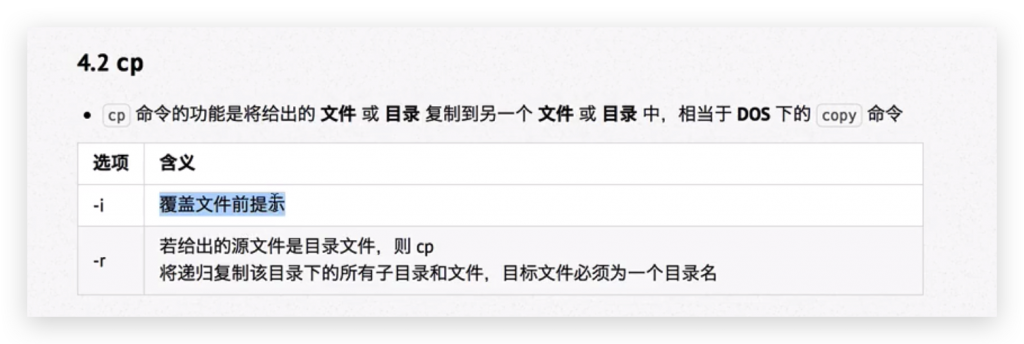 4.2 cp
• cp 命令的功能是将给出的 文件 或 目录 复制到另一个 文件 或 目录 中，相当于 DOS 下的 copy 命令
选项 含义
-i 覆盖文件前提示
-r 若给出的源文件是目录文件，则 cp
将递归复制该目录下的所有子目录和文件，目标文件必须为一个目录名